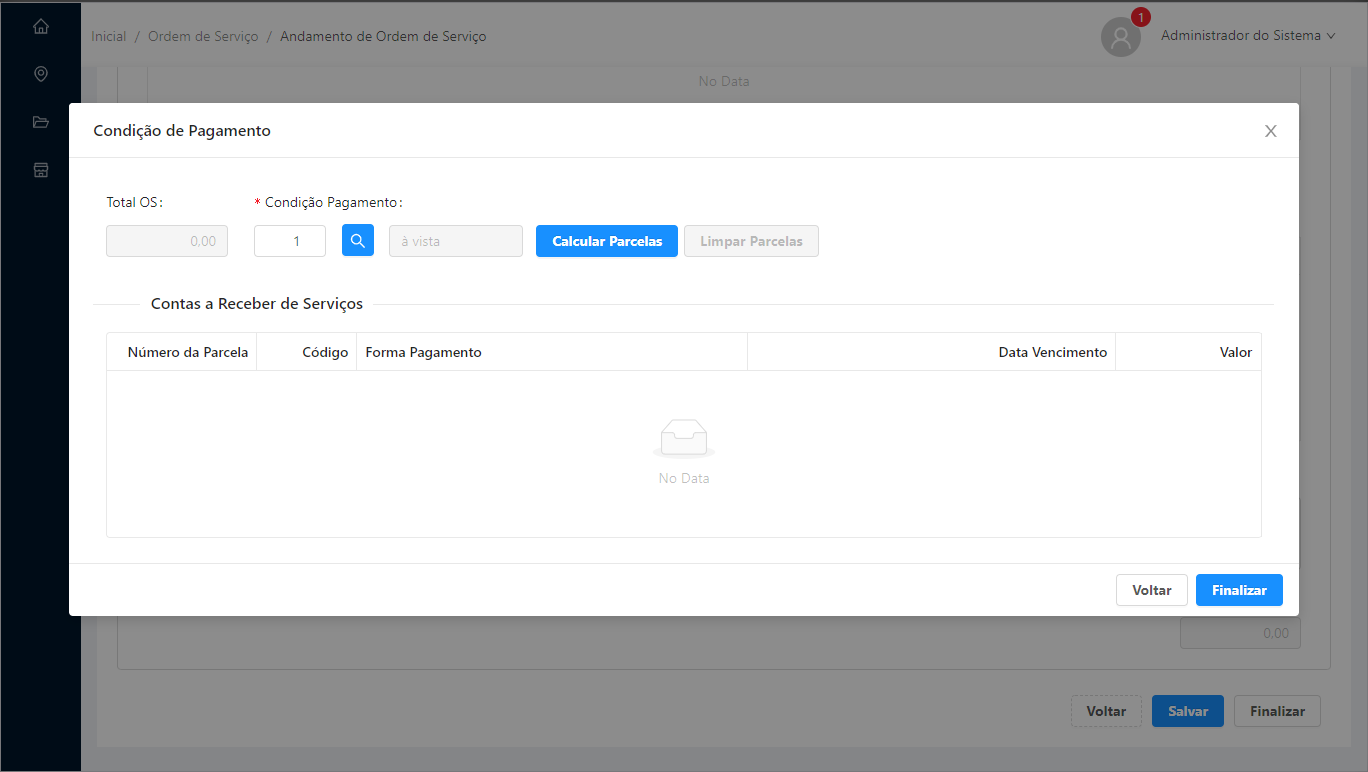 Inicial / Ordem de Serviço / Andamento de Ordem de Serviço
1
Administrador do Sistema
No Data
Condição de Pagamento
Total OS:
* Condição Pagamento:
0,00
1
à vista
Calcular Parcelas
Limpar Parcelas
Contas a Receber de Serviços
Número da Parcela
Código
Forma Pagamento
Data Vencimento
Valor
No Data
Voltar
Finalizar
0,00
Voltar
Salvar
Finalizar